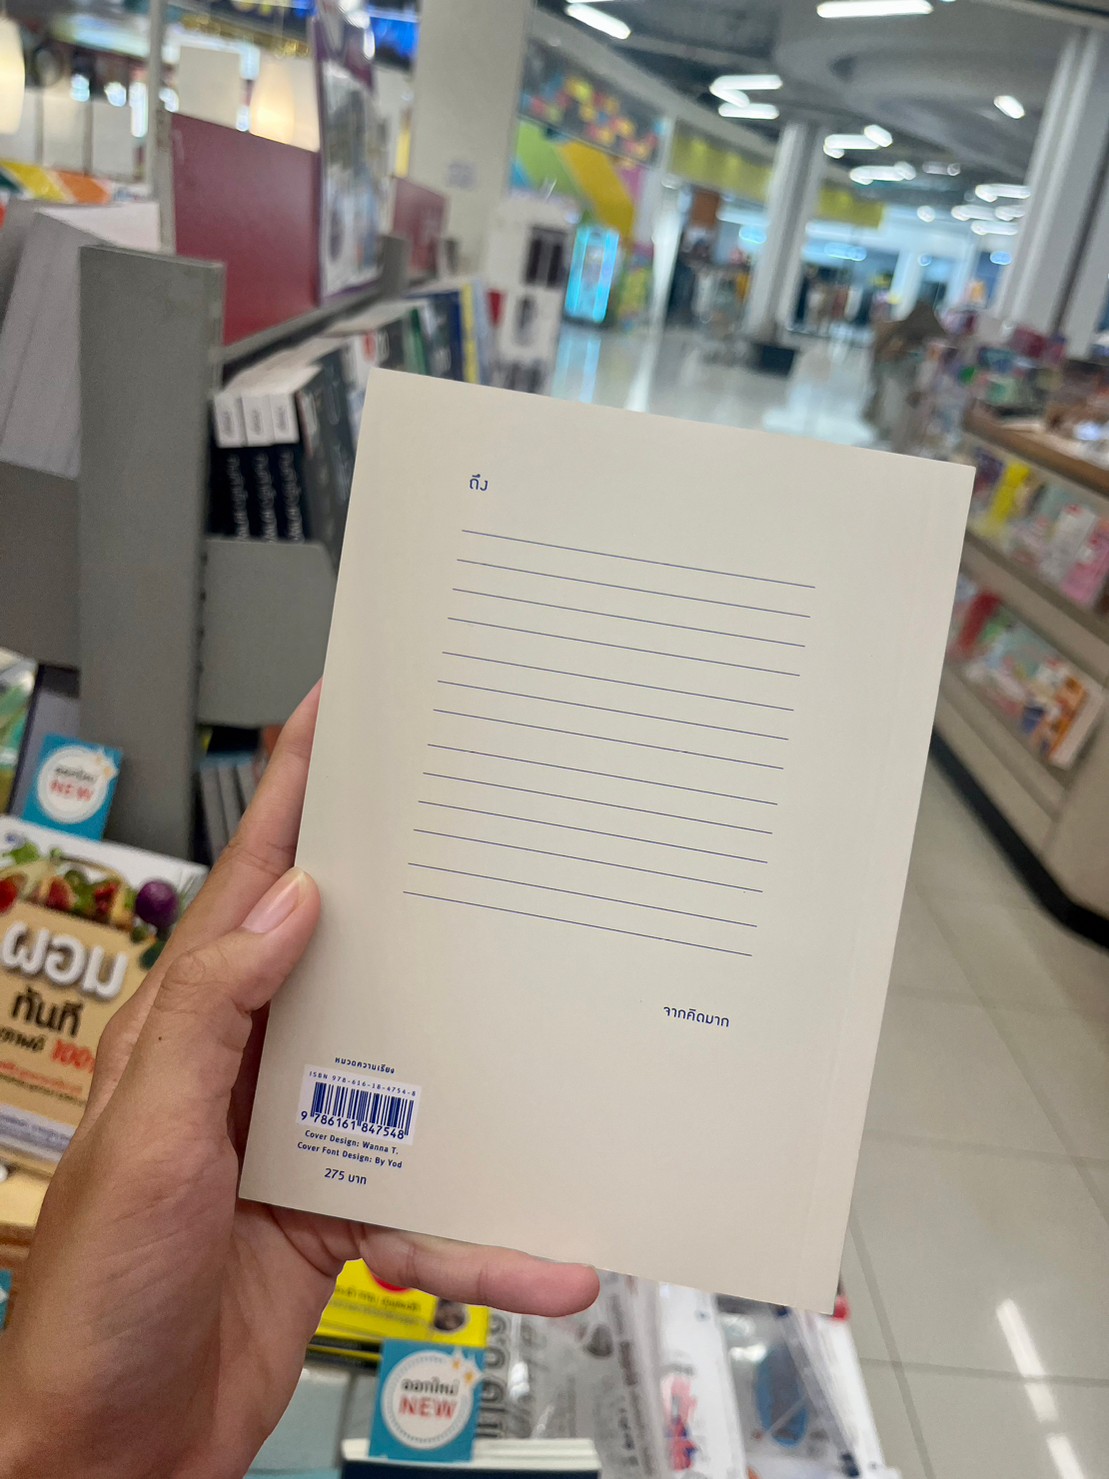 ถึง
จากคิดมาก
หมวดความเรียง
ISBN 978-616-18-4754-8
9 786161 847548
Cover Design: Wanna T.
Cover Font Design: By Yod
275 บาท
ออกใหม่
NEW
ผอม
ทันที
100%
ออกใหม่
NEW